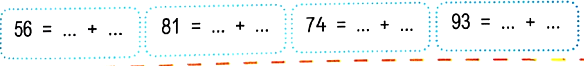 56 = ... + ... 81 = ... + ... 74 = ... + ... 93 = ... + ...